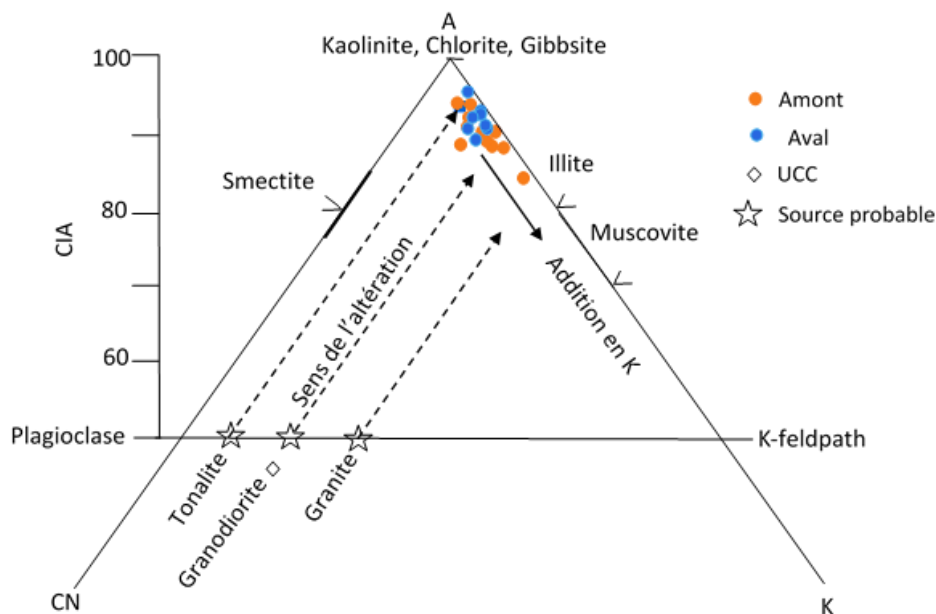 A
Kaolinite, Chlorite, Gibbsite
100
Amont
Aval
UCC
Source probable
Illite
Smectite
80
CIA
Muscovite
Sens de l'altération
Addition en K
60
Plagioclase
K-feldpath
Tonalite
Granodiorite
Granite
CN
K